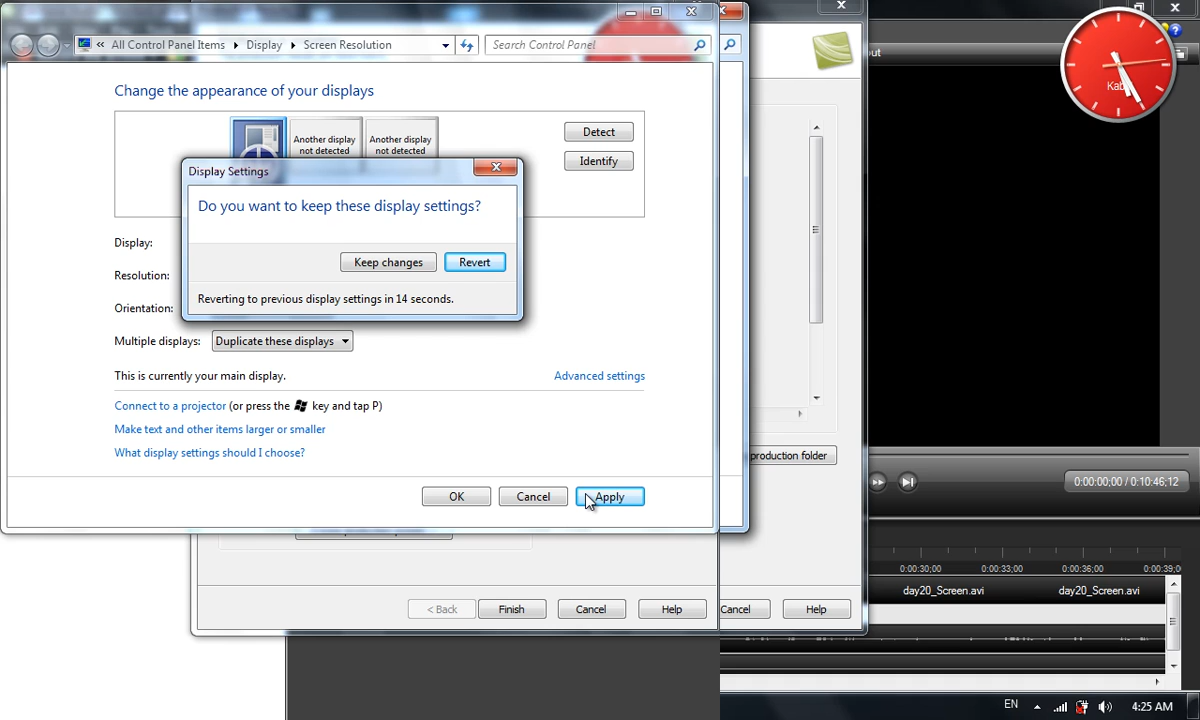 « All Control Panel Items ▸ Display ▸ Screen Resolution
Search Control Panel
out
Kab
Change the appearance of your displays
Another display
not detected
Another display
not detected
Detect
Identify
Display Settings
Do you want to keep these display settings?
Keep changes
Revert
Reverting to previous display settings in 14 seconds.
Display:
Resolution:
Orientation:
Multiple displays: Duplicate these displays
This is currently your main display.
Advanced settings
Connect to a projector (or press the key and tap P)
Make text and other items larger or smaller
What display settings should I choose?
production folder
0:00:00;00 / 0:10:46;12
OK
Cancel
Apply
0:00:30;00
0:00:33;00
0:00:36;00
0:00:39;0
day20_Screen.avi
day20_Screen.avi
< Back
Finish
Cancel
Help
Cancel
Help
EN
4:25 AM